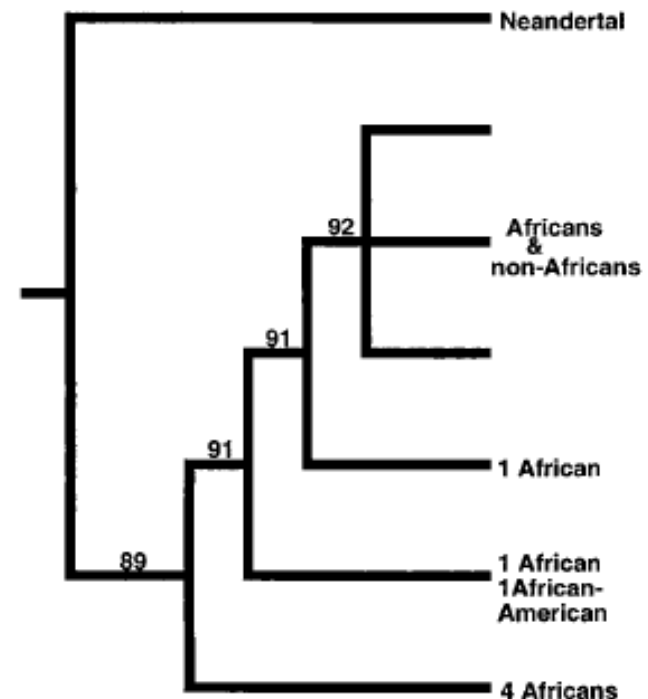 Neandertal
92
Africans
&
non-Africans
91
91
1 African
89
1 African
1African-
American
4 Africans